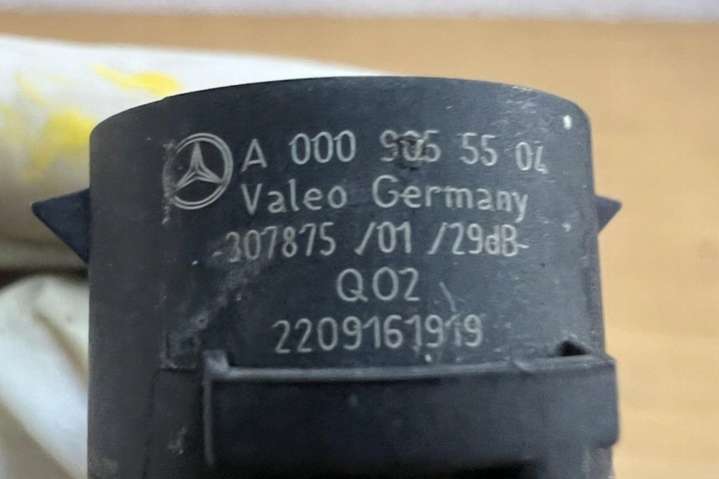 A 000 905 55 04
Valeo Germany
307875 /01 /29dB-
Q02
2209161919